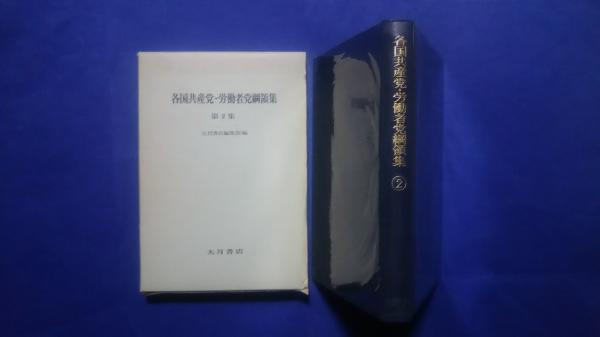 各国共産党・労働者党綱領集
第2集
大月書店編集部編
大月書店
各国共産党・労働者党綱領集②